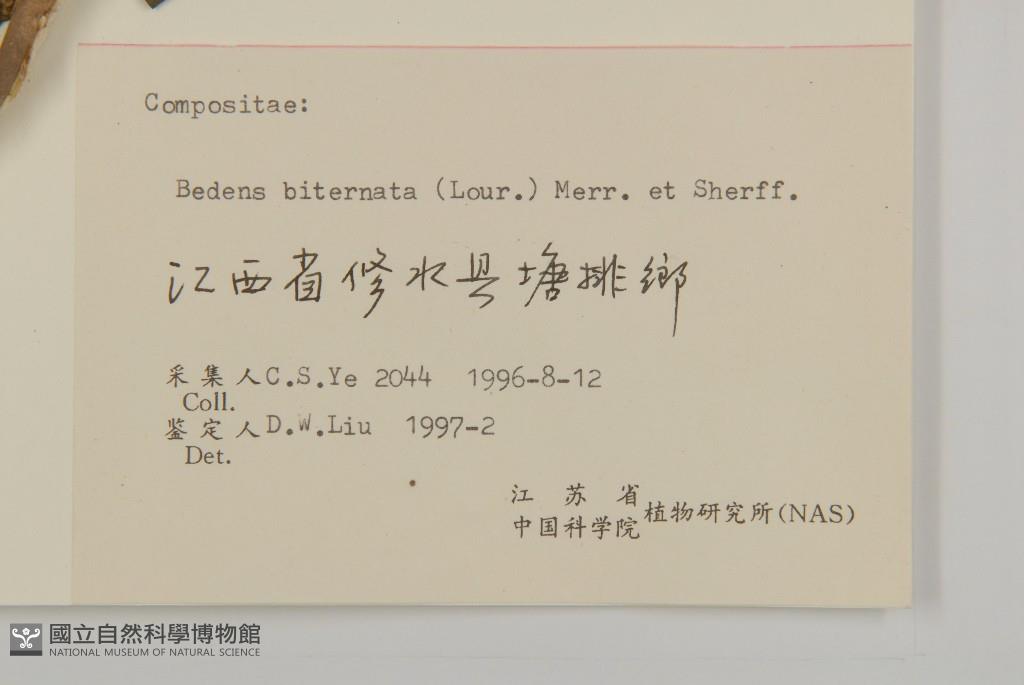 Compositae:
Bedens biternata (Lour.) Merr. et Sherff.
江西省修水县塘排鄉
采集人C.S.Ye 2044 1996-8-12
Coll.
鉴定人D.W.Liu 1997-2
Det.
江苏省
中国科学院植物研究所(NAS)
國立自然科學博物館
NATIONAL MUSEUM OF NATURAL SCIENCE